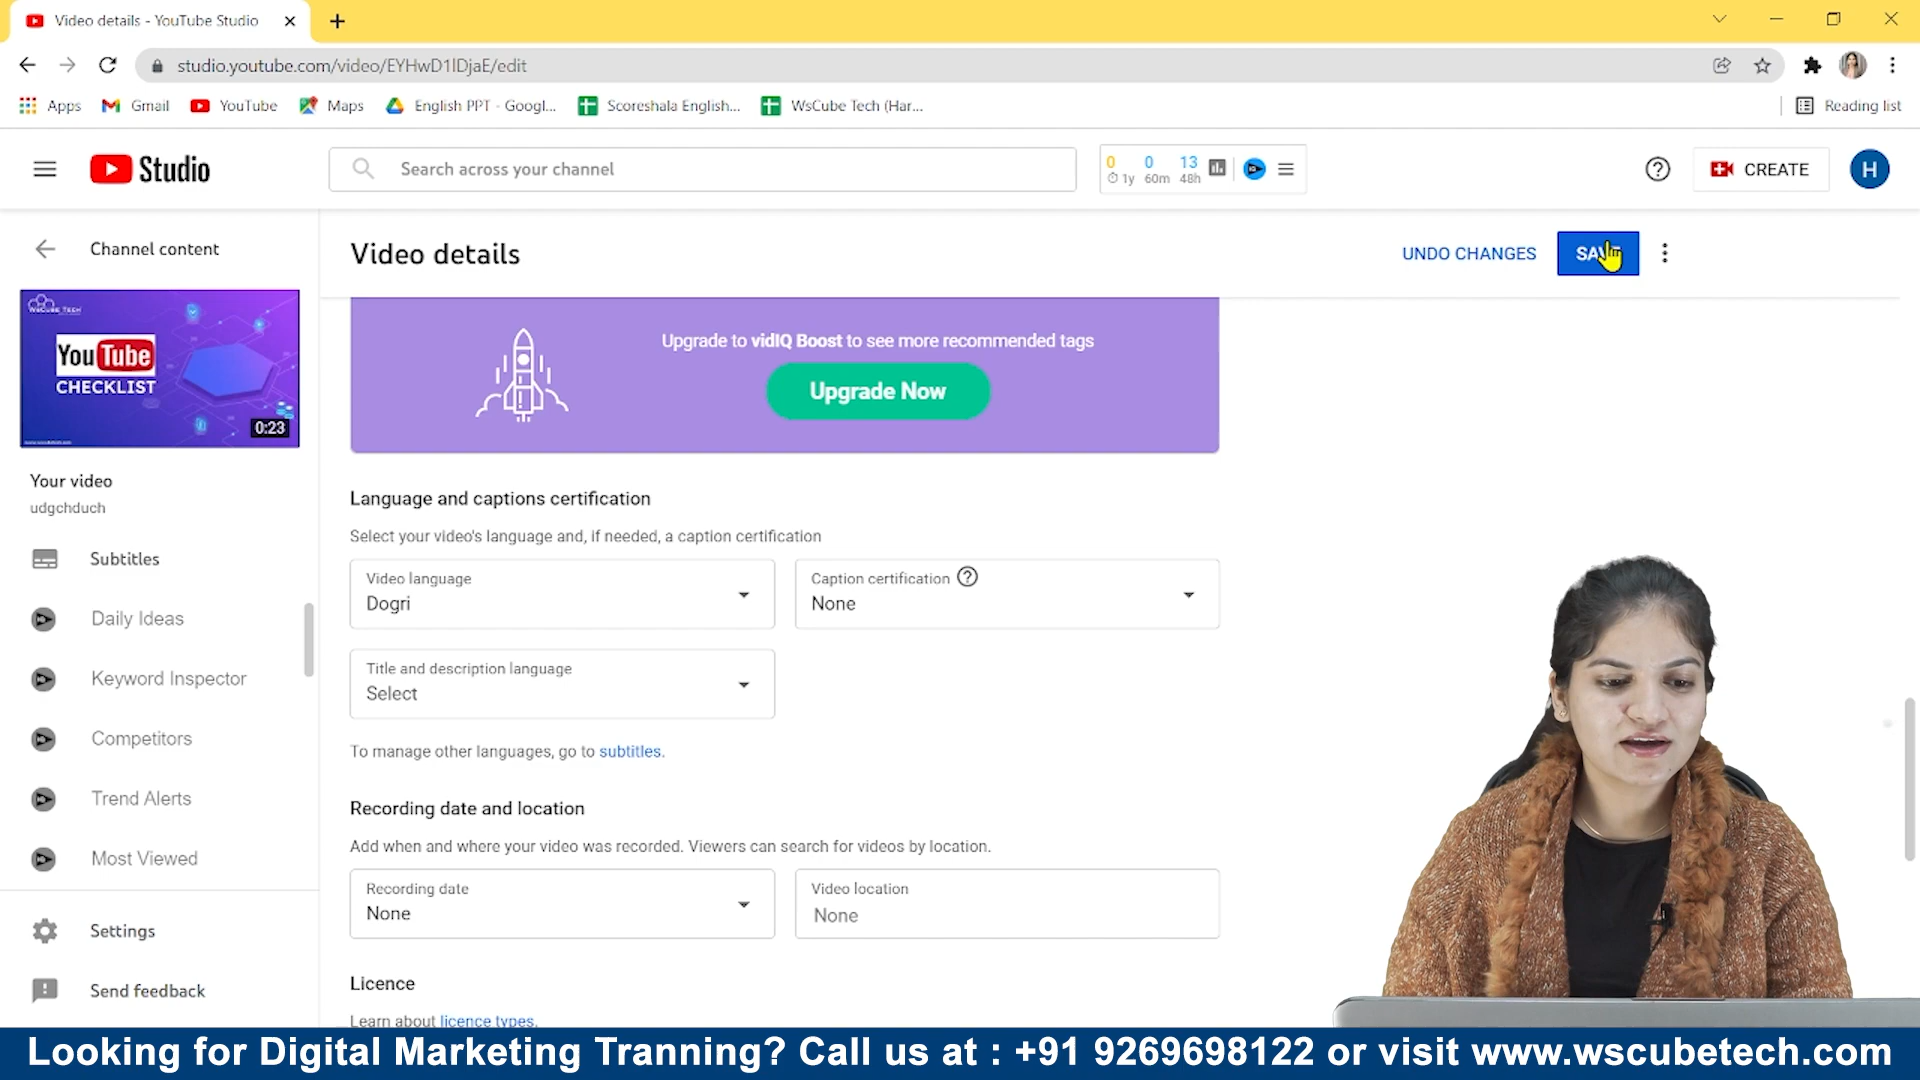 Video details - YouTube Studio
studio.youtube.com/video/EYHwD1lDjaE/edit
Apps Gmail YouTube Maps English PPT - Googl... Scoreshala English... WsCube Tech (Har... Reading list
Studio Search across your channel
0 0 13
1y 60m 48h
CREATE H
Channel content
Video details
UNDO CHANGES
WsCube Tech
YouTube
CHECKLIST
0:23
Your video
udgchduch
Subtitles
Daily Ideas
Keyword Inspector
Competitors
Trend Alerts
Most Viewed
Settings
Send feedback
Upgrade to vidIQ Boost to see more recommended tags
Upgrade Now
Language and captions certification
Select your video's language and, if needed, a caption certification
Video language
Dogri
Caption certification
None
Title and description language
Select
To manage other languages, go to subtitles.
Recording date and location
Add when and where your video was recorded. Viewers can search for videos by location.
Recording date
None
Video location
None
Licence
Learn about licence types.
Looking for Digital Marketing Tranning? Call us at : +91 9269698122 or visit www.wscubetech.com